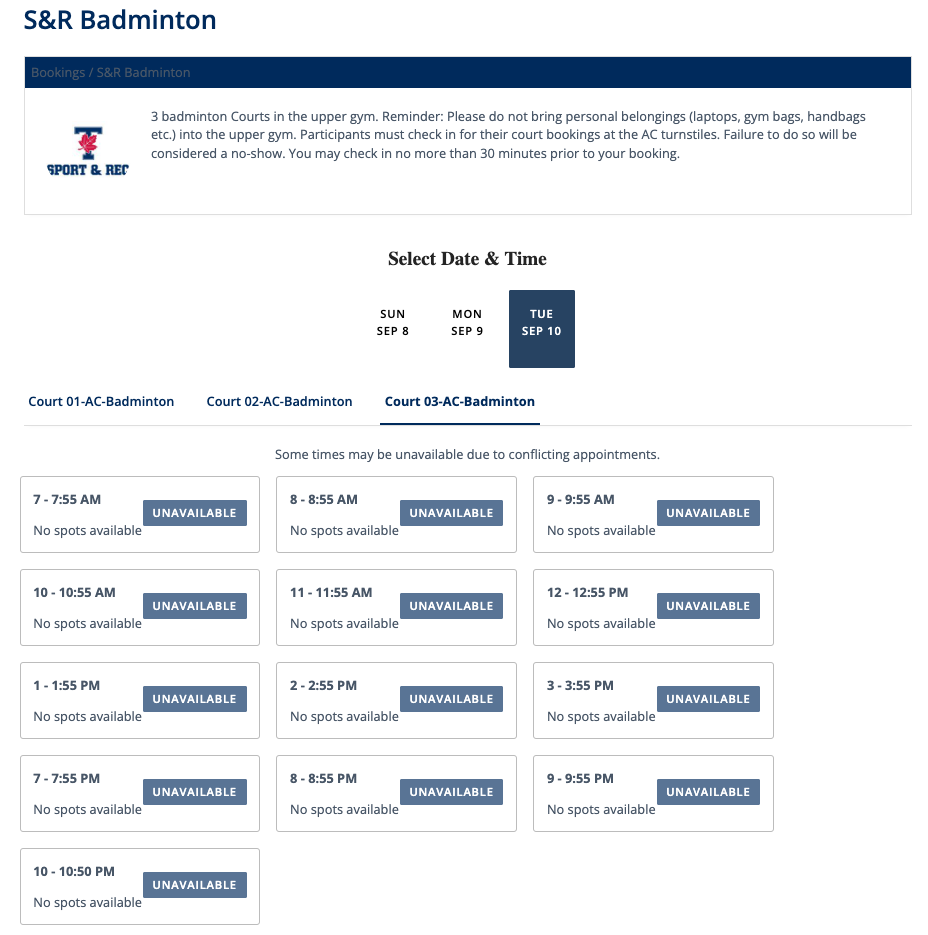 S&R Badminton
Bookings / S&R Badminton
3 badminton Courts in the upper gym. Reminder: Please do not bring personal belongings (laptops, gym bags, handbags
etc.) into the upper gym. Participants must check in for their court bookings at the AC turnstiles. Failure to do so will be
considered a no-show. You may check in no more than 30 minutes prior to your booking.
T
SPORT & REC
Select Date & Time
SUN MON TUE
SEP 8 SEP 9 SEP 10
Court 01-AC-Badminton Court 02-AC-Badminton Court 03-AC-Badminton
Some times may be unavailable due to conflicting appointments.
7 - 7:55 AM
UNAVAILABLE
No spots available
8 - 8:55 AM
UNAVAILABLE
No spots available
9 - 9:55 AM
UNAVAILABLE
No spots available
10 - 10:55 AM
UNAVAILABLE
No spots available
11 - 11:55 AM
UNAVAILABLE
No spots available
12 - 12:55 PM
UNAVAILABLE
No spots available
1 - 1:55 PM
UNAVAILABLE
No spots available
2 - 2:55 PM
UNAVAILABLE
No spots available
3 - 3:55 PM
UNAVAILABLE
No spots available
7 - 7:55 PM
UNAVAILABLE
No spots available
8 - 8:55 PM
UNAVAILABLE
No spots available
9 - 9:55 PM
UNAVAILABLE
No spots available
10 - 10:50 PM
UNAVAILABLE
No spots available